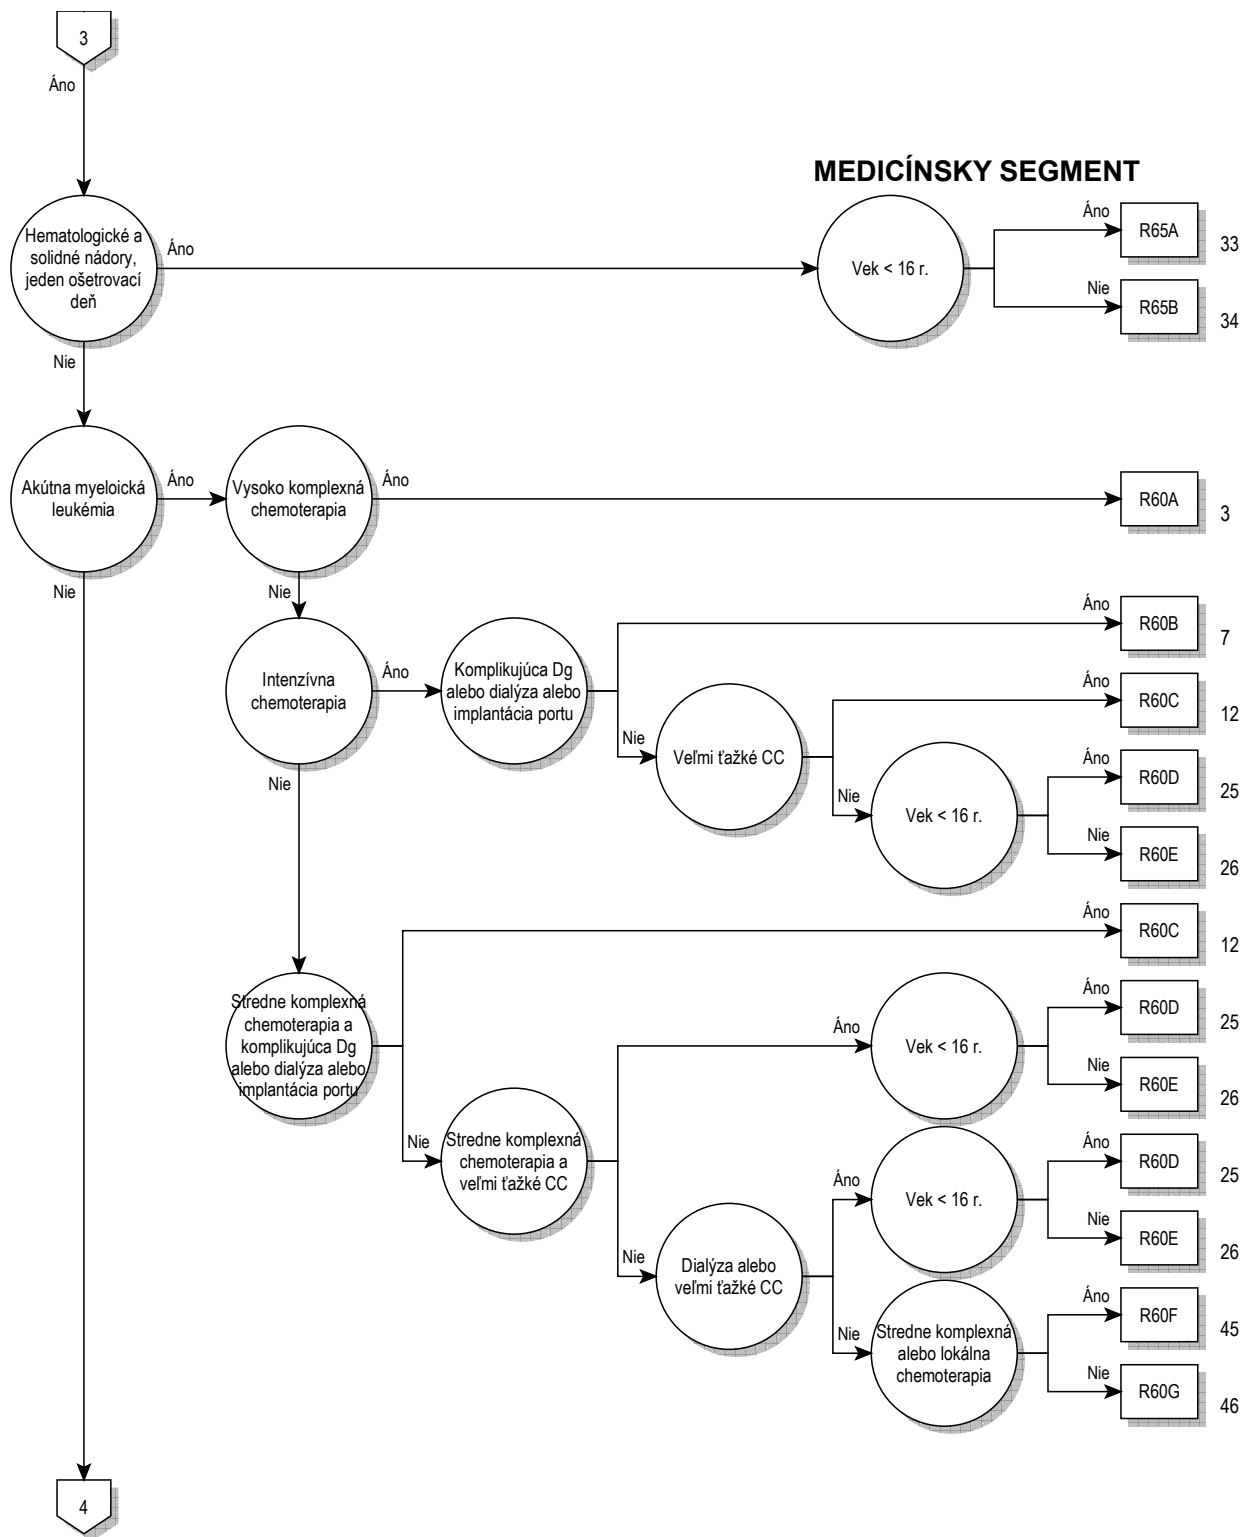 3
Áno
MEDICÍNSKY SEGMENT
Hematologické a
solidné nádory,
jeden ošetrovací
deň
Áno
Vek < 16 r.
Áno
R65A
33
Nie
R65B
34
Nie
Akútna myeloická
leukémia
Áno
Vysoko komplexná
chemoterapia
Áno
R60A
3
Nie
Nie
Intenzívna
chemoterapia
Áno
Komplikujúca Dg
alebo dialýza alebo
implantácia portu
Áno
R60B
7
Nie
Veľmi ťažké CC
Áno
R60C
12
Nie
Vek < 16 r.
Áno
R60D
25
Nie
R60E
26
Nie
Stredne komplexná
chemoterapia a
komplikujúca Dg
alebo dialýza alebo
implantácia portu
Áno
R60C
12
Nie
Stredne komplexná
chemoterapia a
veľmi ťažké CC
Áno
Vek < 16 r.
Áno
R60D
25
Nie
R60E
26
Nie
Dialýza alebo
veľmi ťažké CC
Áno
Vek < 16 r.
Áno
R60D
25
Nie
R60E
26
Nie
Stredne komplexná
alebo lokálna
chemoterapia
Áno
R60F
45
Nie
R60G
46
4